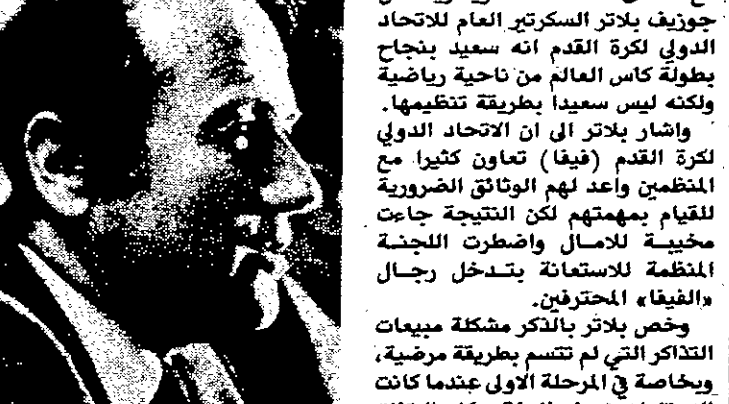 جوزيف بلاتر السكرتير العام للاتحاد
الدولي لكرة القدم انه سعيد بنجاح
بطولة كاس العالم من ناحية رياضية
ولكنه ليس سعيدا بطريقة تنظيمها.
واشار بلاتر الى ان الاتحاد الدولي
لكرة القدم (فيفا) تعاون كثيرا مع
المنظمين واعد لهم الوثائق الضرورية
للقيام بمهمتهم لكن النتيجة جاءت
مخيبة للامال واضطرت اللجنة
المنظمة للاستعانة بتدخل رجال
«الفيفا» المحترفين.
وخص بلاتر بالذكر مشكلة مبيعات
التذاكر التي لم تتسم بطريقة مرضية،
وبخاصة في المرحلة الاولى عندما كانت